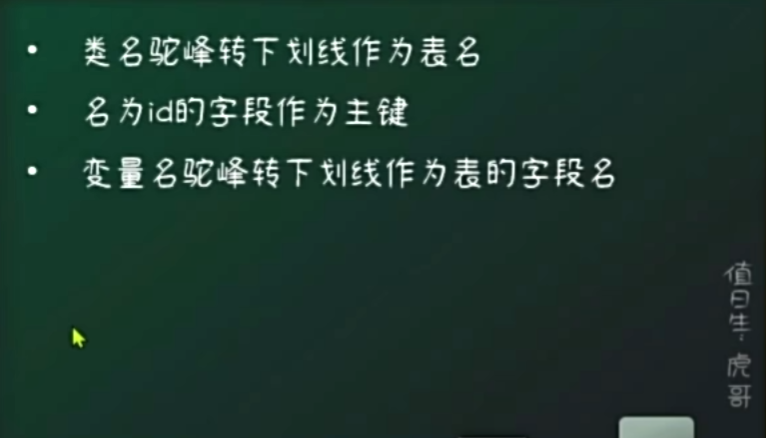 • 类名驼峰转下划线作为表名
• 名为id的字段作为主键
• 变量名驼峰转下划线作为表的字段名
值日生:虎哥